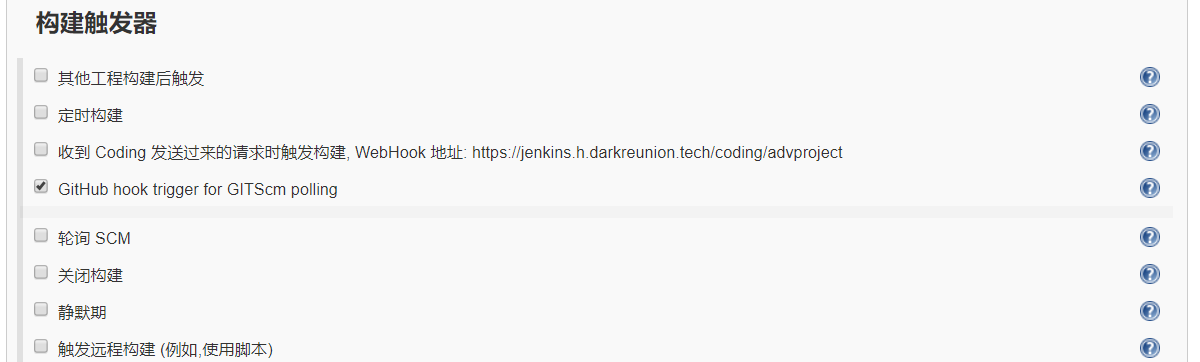 构建触发器
其他工程构建后触发
定时构建
收到 Coding 发送过来的请求时触发构建, WebHook 地址: https://jenkins.h.darkreunion.tech/coding/advproject
GitHub hook trigger for GITScm polling
轮询 SCM
关闭构建
静默期
触发远程构建 (例如,使用脚本)